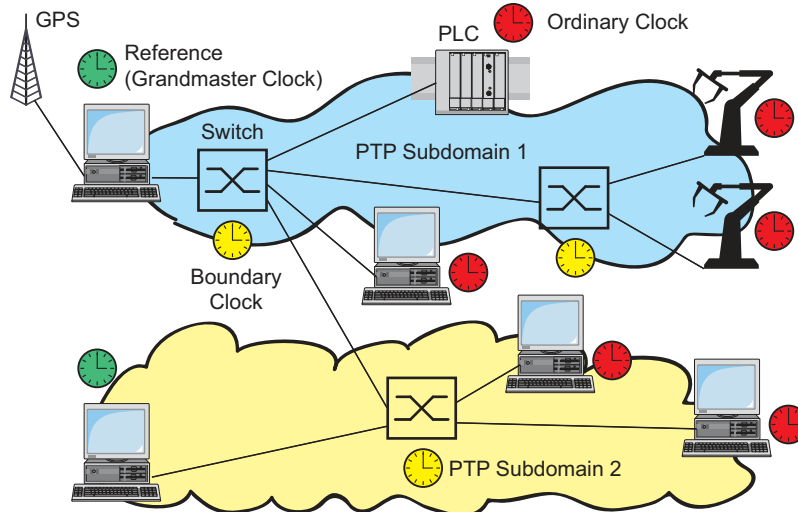 GPS
Reference
(Grandmaster Clock)
PLC
Ordinary Clock
Switch
PTP Subdomain 1
Boundary
Clock
PTP Subdomain 2